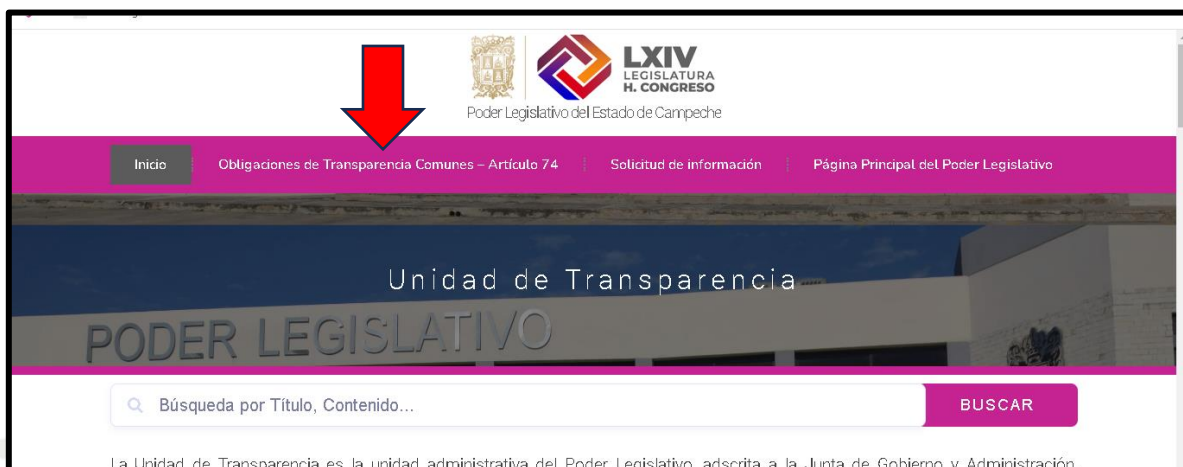 LXIV
LEGISLATURA
H. CONGRESO
Poder Legislativo del Estado de Campeche
Inicio
Obligaciones de Transparencia Comunes – Artículo 74
Solicitud de información
Página Principal del Poder Legislativo
Unidad de Transparencia
PODER LEGISLATIVO
Búsqueda por Título, Contenido...
BUSCAR
La Unidad de Transparencia es la unidad administrativa del Poder Legislativo, adscrita a la Junta de Gobierno y Administración